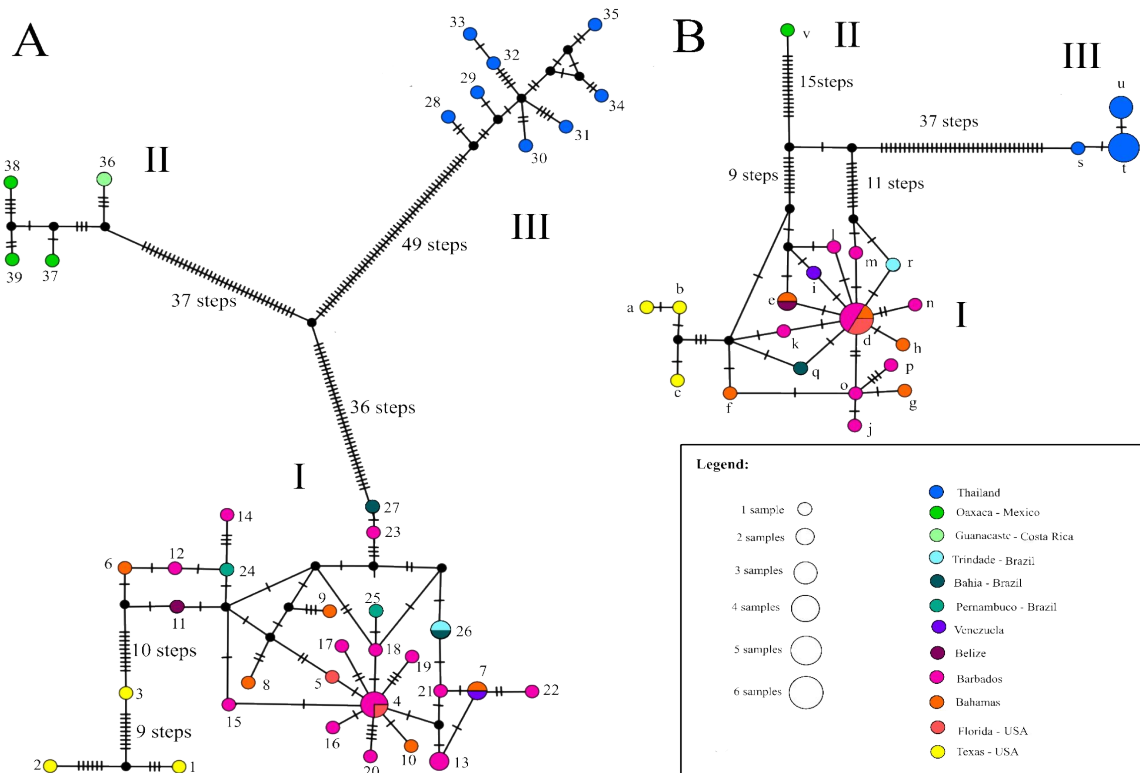 A
33
35
32
29
28
34
31
30
38
II
36
39
37
III
49 steps
37 steps
36 steps
I
27
23
14
12
6
24
11
9
25
26
10 steps
17
18
19
7
3
8
5
4
21
22
15
9 steps
16
20
10
13
2
1
B
v
II
III
15steps
u
37 steps
s
t
9 steps
11 steps
l
m
r
i
b
a
e
n
I
d
k
h
q
p
c
f
o
g
j
Legend:
1 sample
2 samples
3 samples
4 samples
5 samples
6 samples
Thailand
Oaxaca - Mexico
Guanacaste - Costa Rica
Trindade - Brazil
Bahia - Brazil
Pernambuco - Brazil
Venezuela
Belize
Barbados
Bahamas
Florida - USA
Texas - USA